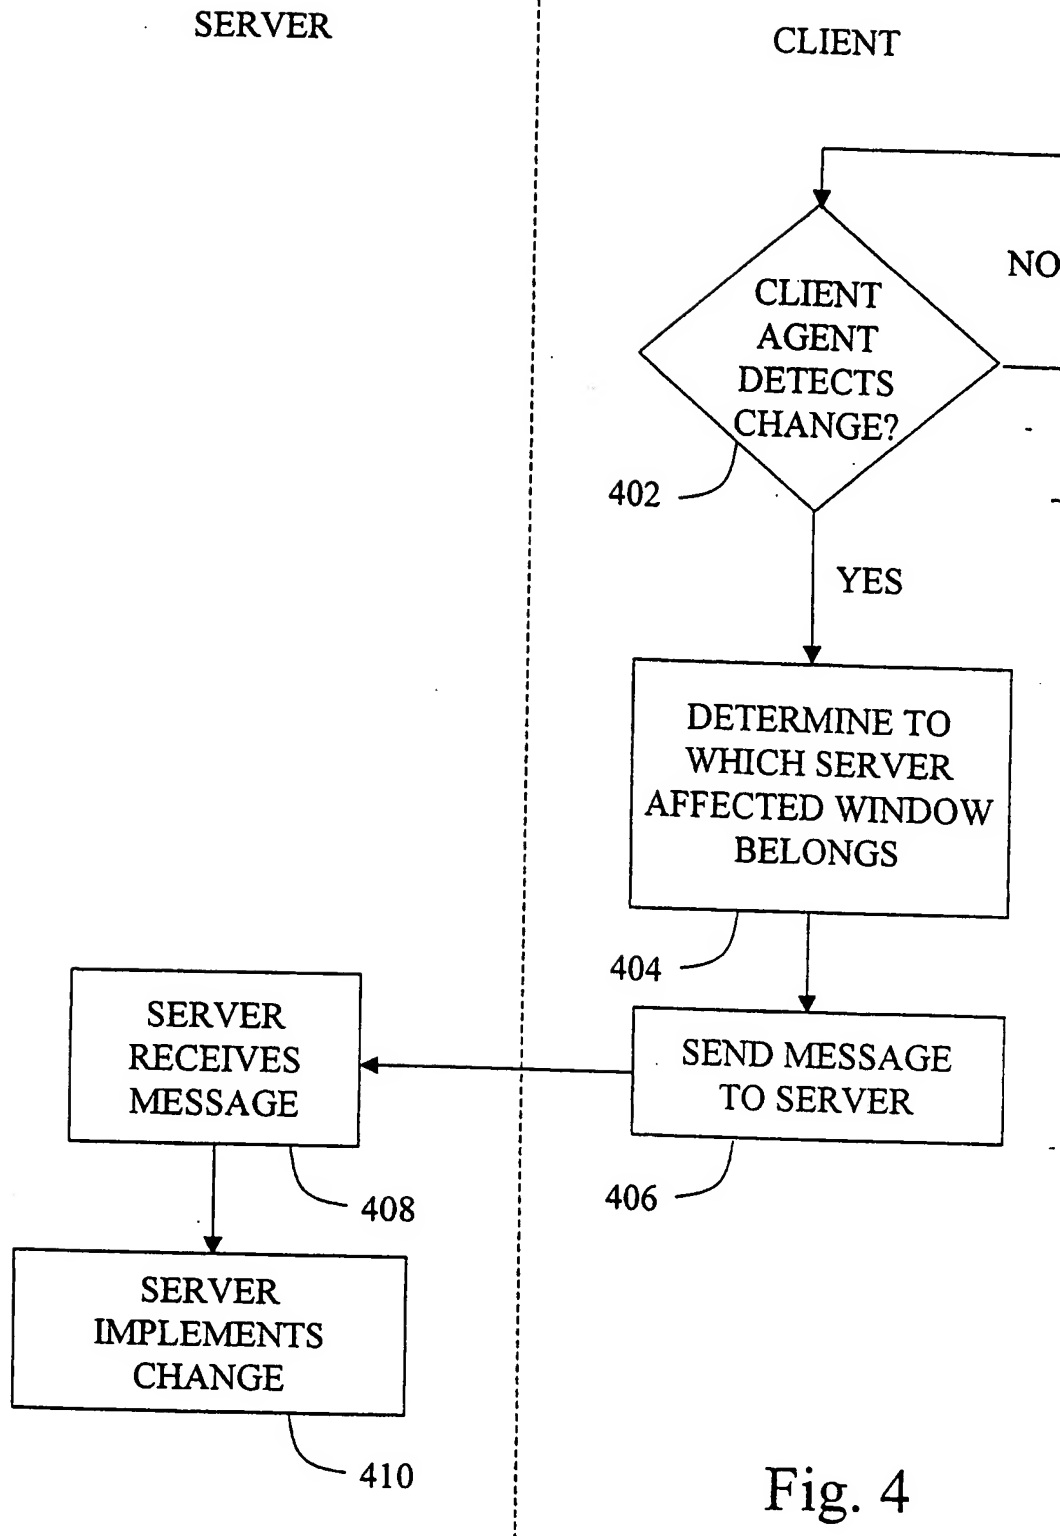 SERVER
CLIENT
NO
CLIENT
AGENT
DETECTS
CHANGE?
402
YES
DETERMINE TO
WHICH SERVER
AFFECTED WINDOW
BELONGS
404
SERVER
RECEIVES
MESSAGE
SEND MESSAGE
TO SERVER
408
406
SERVER
IMPLEMENTS
CHANGE
410
Fig. 4